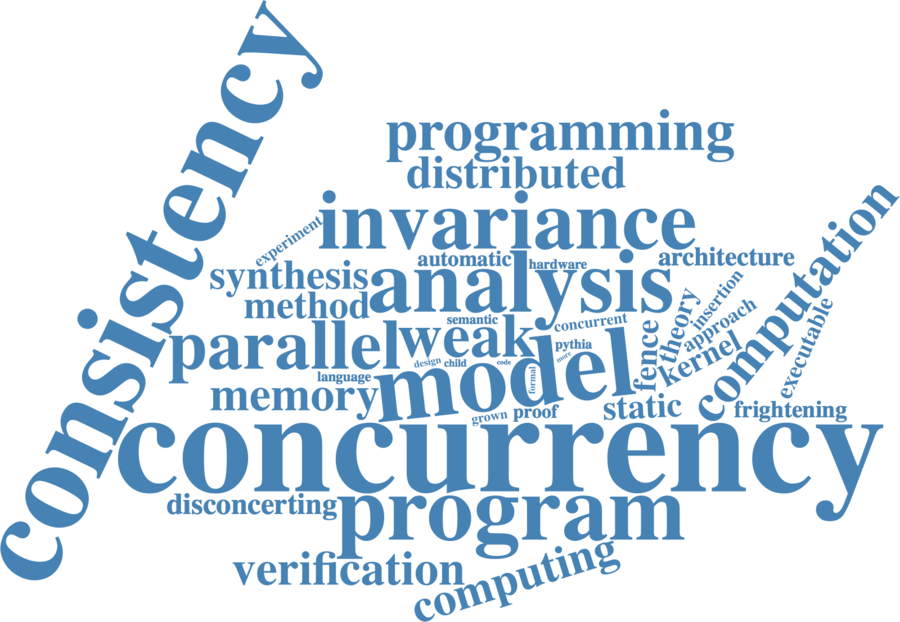 consistency
programming
distributed
invariance
experiment
automatic
hardware
architecture
synthesis
analysis
computation
method
semantic
concurrent
theory
insertion
approach
parallel
weak
pythia
fence
kernel
executable
design
child
code
more
language
model
formal
memory
grown
proof
static
frightening
concurrency
disconcerting
program
verification
computing